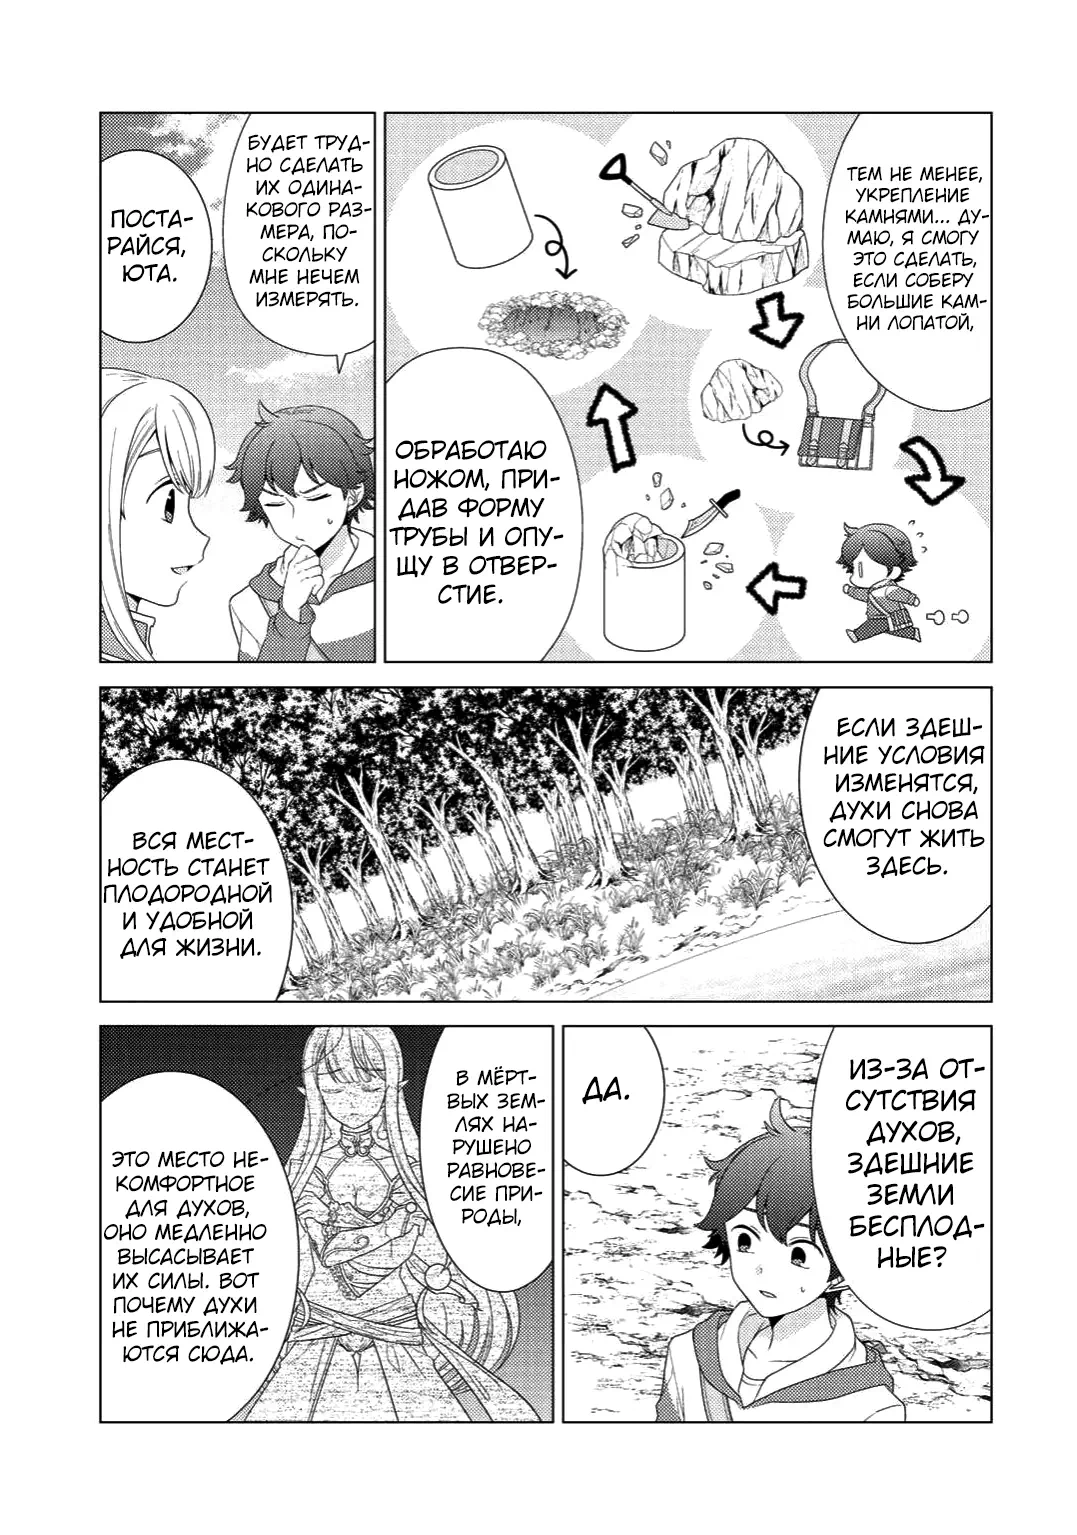 ТЕМ НЕ МЕНЕЕ,
УКРЕПЛЕНИЕ
КАМНЯМИ... ДУ-
МАЮ, Я СМОГУ
ЭТО СДЕЛАТЬ,
ЕСЛИ СОБЕРУ
БОЛЬШИЕ КАМ-
НИ ЛОПАТОЙ,
ОБРАБОТАЮ
НОЖОМ, ПРИ-
ДАВ ФОРМУ
ТРУБЫ И ОПУ-
ЩУ В ОТВЕР-
СТИЕ.
БУДЕТ ТРУД-
НО СДЕЛАТЬ
ИХ ОДИНА-
КОВОГО РАЗ-
МЕРА, ПО-
СКОЛЬКУ
МНЕ НЕЧЕМ
ИЗМЕРЯТЬ.
ПОСТА-
РАЙСЯ,
ЮТА.
ЕСЛИ ЗДЕШ-
НИЕ УСЛОВИЯ
ИЗМЕНЯТСЯ,
ДУХИ СНОВА
СМОГУТ ЖИТЬ
ЗДЕСЬ.
ВСЯ МЕСТ-
НОСТЬ СТАНЕТ
ПЛОДОРОДНОЙ
И УДОБНОЙ
ДЛЯ ЖИЗНИ.
ИЗ-ЗА ОТ-
СУТСТВИЯ
ДУХОВ,
ЗДЕШНИЕ
ЗЕМЛИ
БЕСПЛОД-
НЫЕ?
ДА.
В МЁРТ-
ВЫХ ЗЕМ-
ЛЯХ НА-
РУШЕНО
РАВНОВЕ-
СИЕ ПРИ-
РОДЫ,
ЭТО МЕСТО НЕ-
КОМФОРТНОЕ
ДЛЯ ДУХОВ,
ОНО МЕДЛЕННО
ВЫСАСЫВАЕТ
ИХ СИЛЫ. ВОТ
ПОЧЕМУ ДУХИ
НЕ ПРИБЛИЖА-
ЮТСЯ СЮДА.